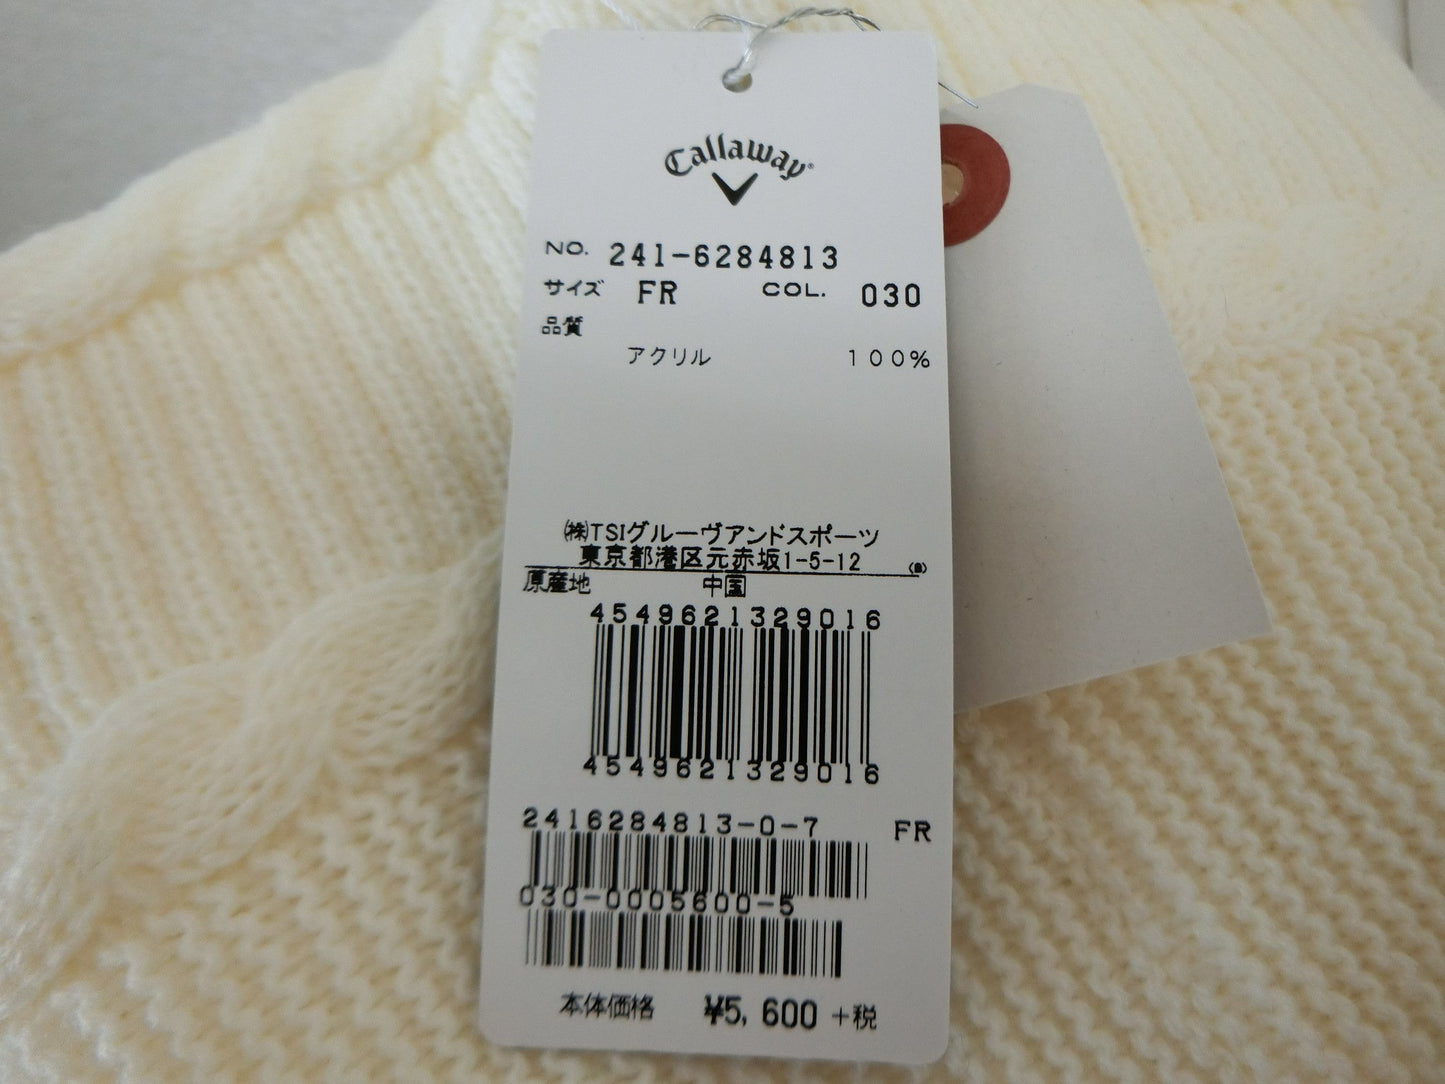 Callaway
NO. 241-6284813
サイズ FR COL. 030
品質
アクリル 100%
㈱TSIグルーヴアンドスポーツ
東京都港区元赤坂1-5-12
原産地 中国
4549621329016
4549621329016
2416284813-0-7 FR
030-0005600-5
本体価格 ¥5,600 +税